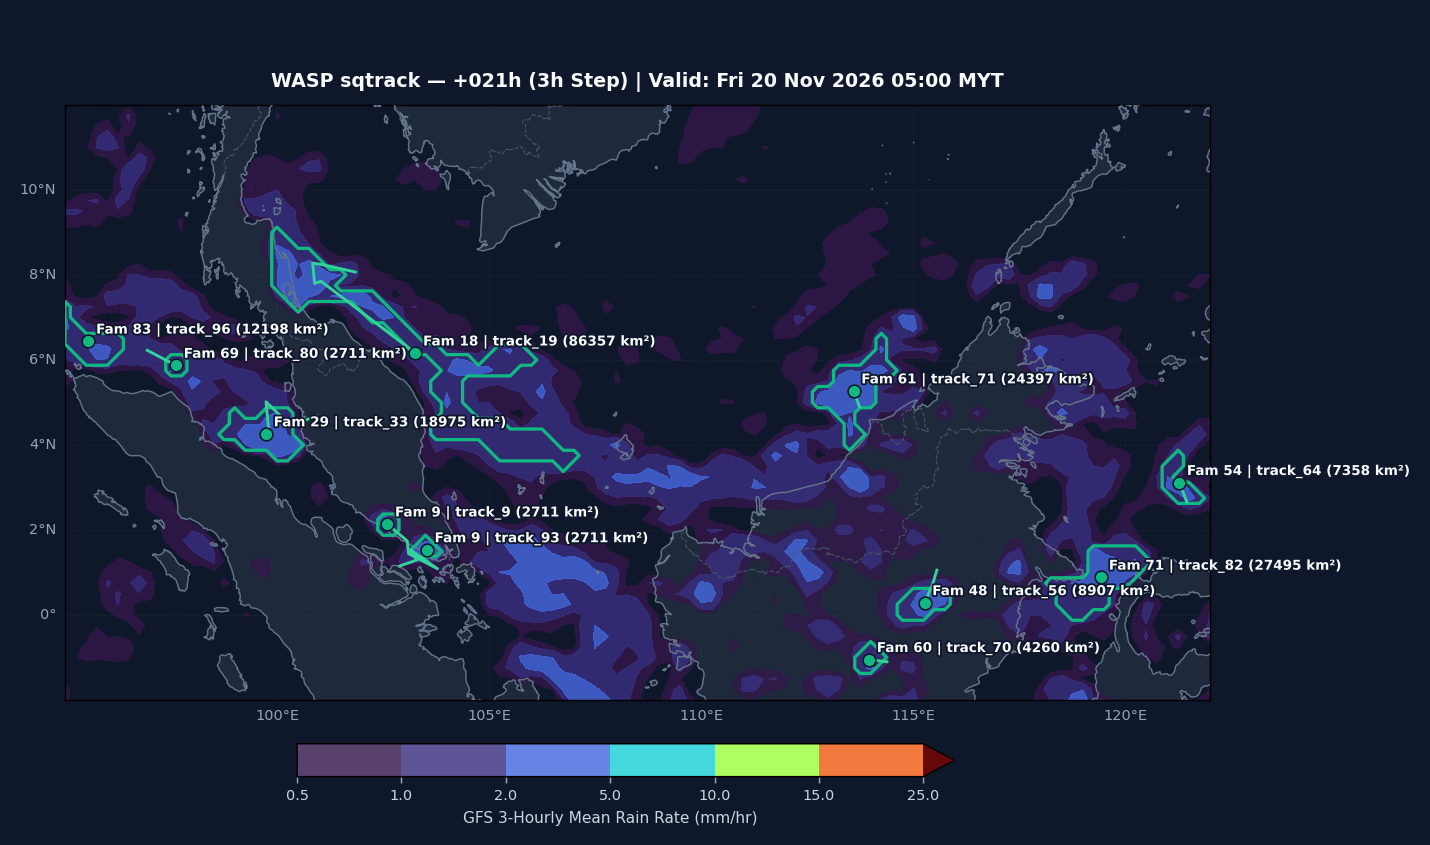 WASP sqtrack — +021h (3h Step) | Valid: Fri 20 Nov 2026 05:00 MYT
10°N
8°N
6°N
4°N
2°N
0°
Fam 83 | track_96 (12198 km²)
Fam 18 | track_19 (86357 km²)
Fam 69 | track_80 (2711 km²)
Fam 61 | track_71 (24397 km²)
Fam 29 | track_33 (18975 km²)
Fam 54 | track_64 (7358 km²)
Fam 9 | track_9 (2711 km²)
Fam 9 | track_93 (2711 km²)
Fam 71 | track_82 (27495 km²)
Fam 48 | track_56 (8907 km²)
Fam 60 | track_70 (4260 km²)
100°E 105°E 110°E 115°E 120°E
0.5 1.0 2.0 5.0 10.0 15.0 25.0
GFS 3-Hourly Mean Rain Rate (mm/hr)